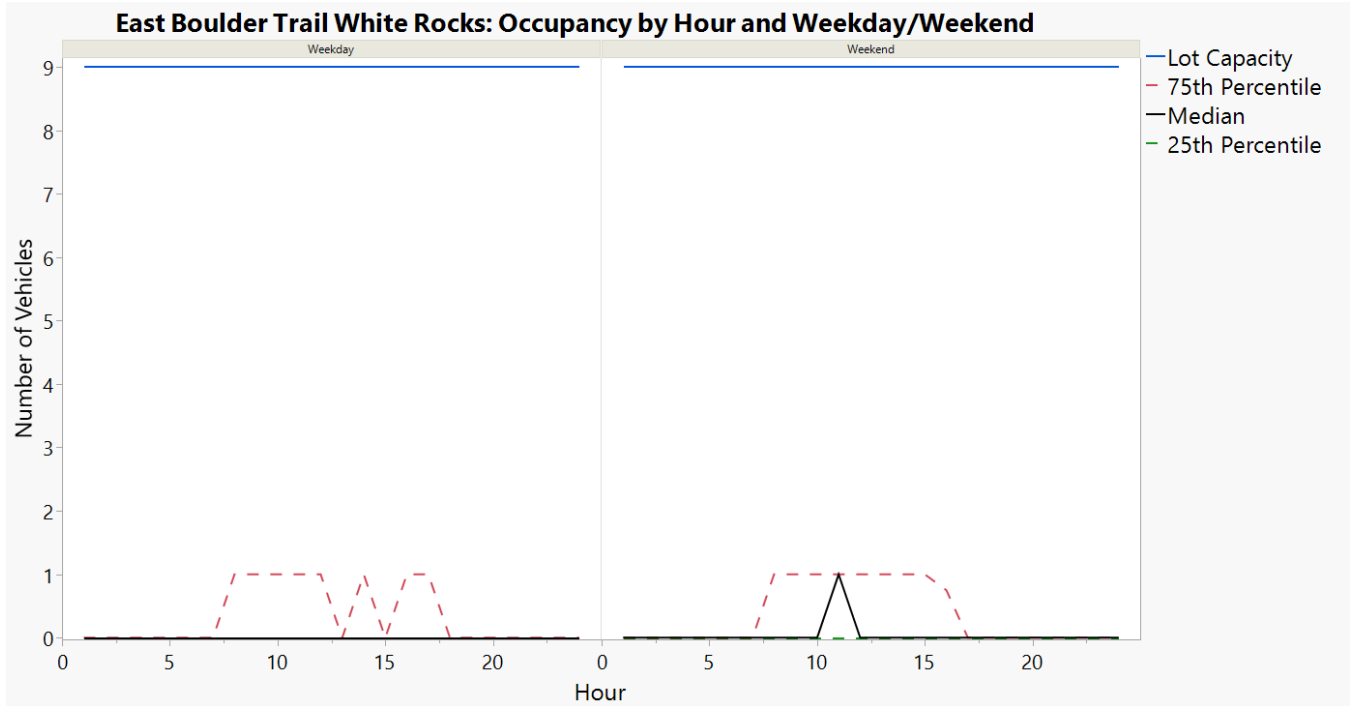 East Boulder Trail White Rocks: Occupancy by Hour and Weekday/Weekend
Weekday
Weekend
Lot Capacity
75th Percentile
Median
25th Percentile
Number of Vehicles
9
8
7
6
5
4
3
2
1
0
0 5 10 15 20 0 5 10 15 20
Hour